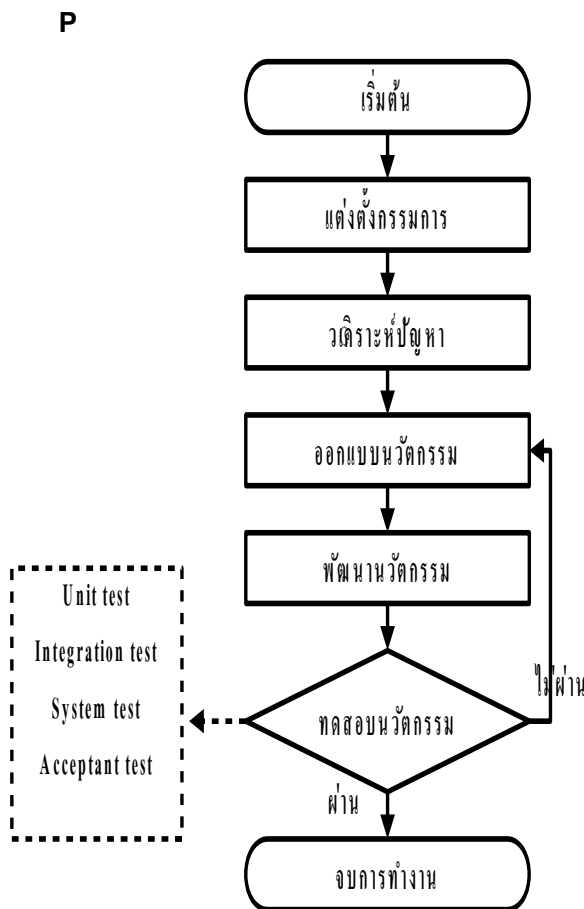 P
เริ่มต้น
แต่งตั้งกรรมการ
วเคิราะห์ปัญหา
ออกแบบนวัตกรรม
พัฒนานวัตกรรม
Unit test
Integration test
System test
Acceptant test
ทดสอบนวัตกรรม
ไม่ผ่าน
ผ่าน
จบการทำงาน